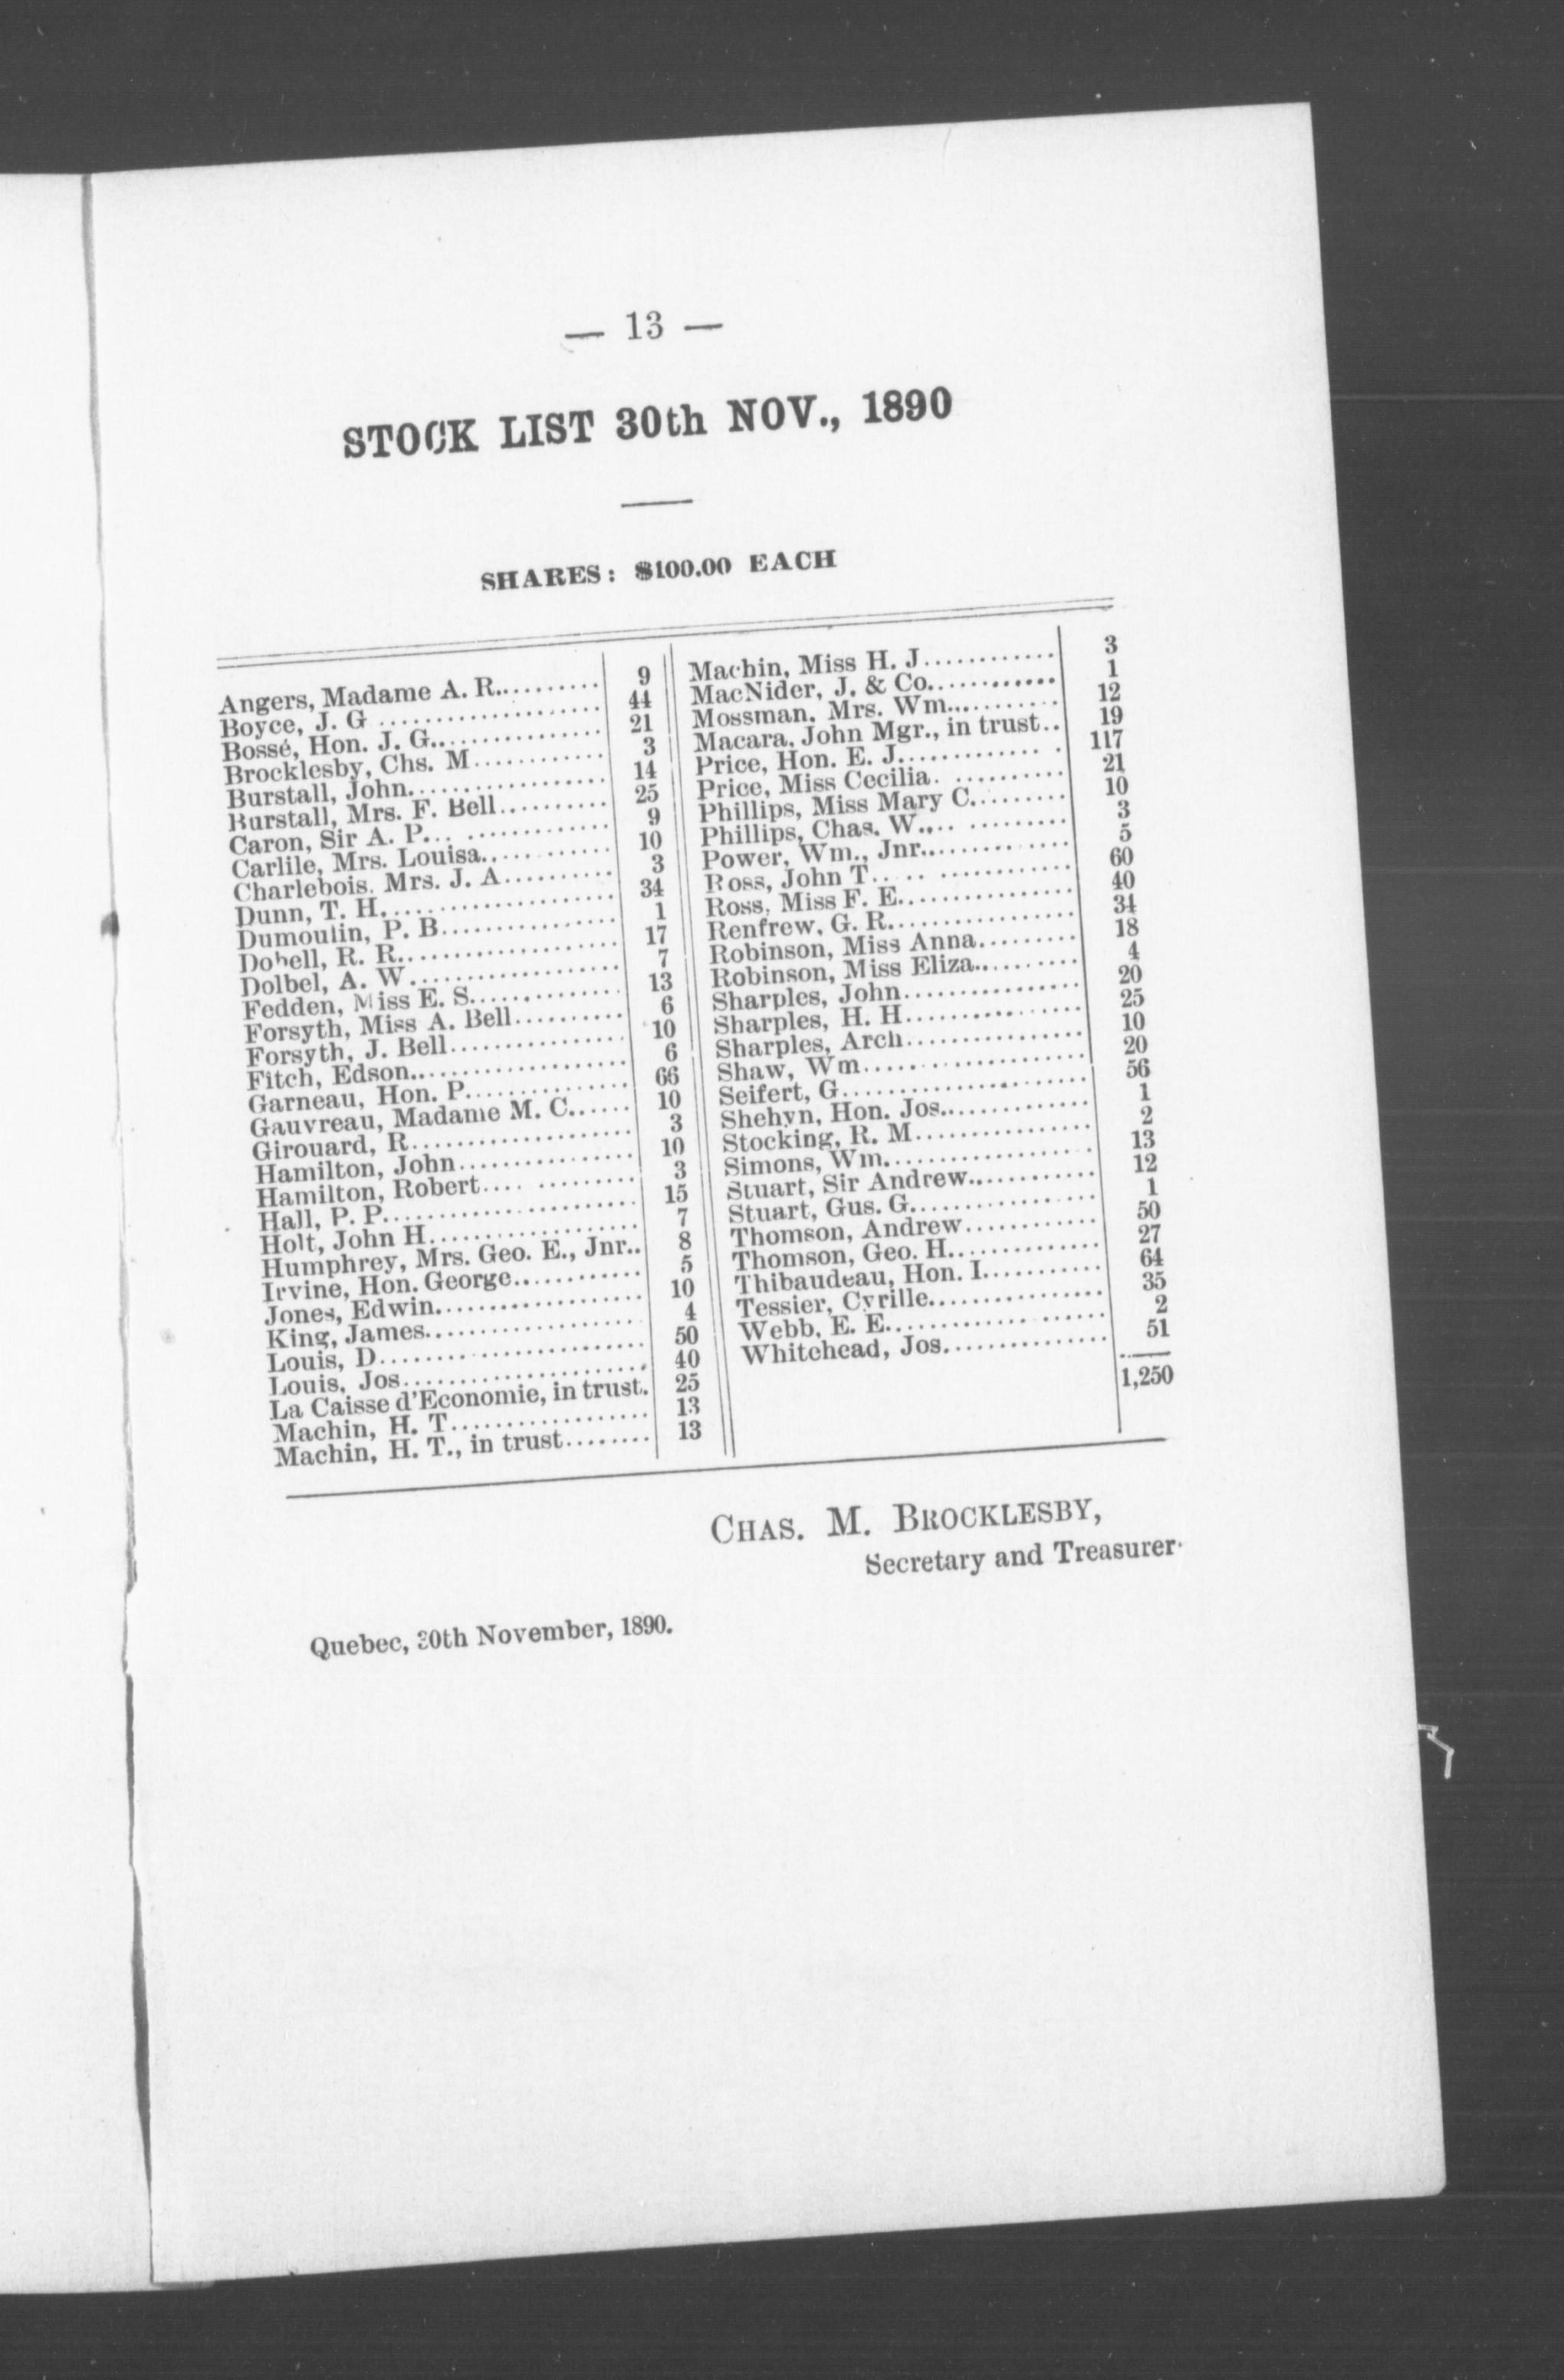 — 13 —
STOCK LIST 30th NOV., 1890
SHARES: $100.00 EACH
Angers, Madame A. R.......... 9
Boyce, J. G .................... 44
Bossé, Hon. J. G................ 21
Brocklesby, Chs. M............ 3
Burstall, John.................. 14
Burstall, Mrs. F. Bell.......... 25
Caron, Sir A. P... ............. 9
Carlile, Mrs. Louisa............ 10
Charlebois, Mrs. J. A.......... 3
Dunn, T. H..................... 34
Dumoulin, P. B................ 1
Dobell, R. R.................... 17
Dolbel, A. W................... 7
Fedden, Miss E. S.............. 13
Forsyth, Miss A. Bell.......... 6
Forsyth, J. Bell................ 10
Fitch, Edson.................... 6
Garneau, Hon. P............... 66
Gauvreau, Madame M. C...... 10
Girouard, R..................... 3
Hamilton, John................ 10
Hamilton, Robert.... ......... 3
Hall, P. P....................... 15
Holt, John H................... 7
Humphrey, Mrs. Geo. E., Jnr.. 8
Irvine, Hon. George............ 5
Jones, Edwin................... 10
King, James.................... 4
Louis, D........................ 50
Louis, Jos....................... 40
La Caisse d'Economie, in trust. 25
Machin, H. T.................. 13
Machin, H. T., in trust........ 13
Machin, Miss H. J............ 3
MacNider, J. & Co............ 1
Mossman, Mrs. Wm.......... 12
Macara, John Mgr., in trust.. 19
Price, Hon. E. J............. . 117
Price, Miss Cecilia. .......... 21
Phillips, Miss Mary C......... 10
Phillips, Chas. W.... ......... 3
Power, Wm., Jnr.............. 5
Ross, John T..... ............ 60
Ross, Miss F. E................ 40
Renfrew, G. R................. 34
Robinson, Miss Anna......... 18
Robinson, Miss Eliza.......... 4
Sharples, John................ 20
Sharples, H. H................ 25
Sharples, Arch................ 10
Shaw, Wm.................... 20
Seifert, G...................... 56
Shehyn, Hon. Jos.............. 1
Stocking, R. M................ 2
Simons, Wm................... 13
Stuart, Sir Andrew............ 12
Stuart, Gus. G................. 1
Thomson, Andrew............ 50
Thomson, Geo. H.............. 27
Thibaudeau, Hon. I........... 64
Tessier, Cyrille................ 35
Webb, E. E.................... 2
Whitehead, Jos............... 51
1,250
CHAS. M. BROCKLESBY,
Secretary and Treasurer.
Quebec, 30th November, 1890.